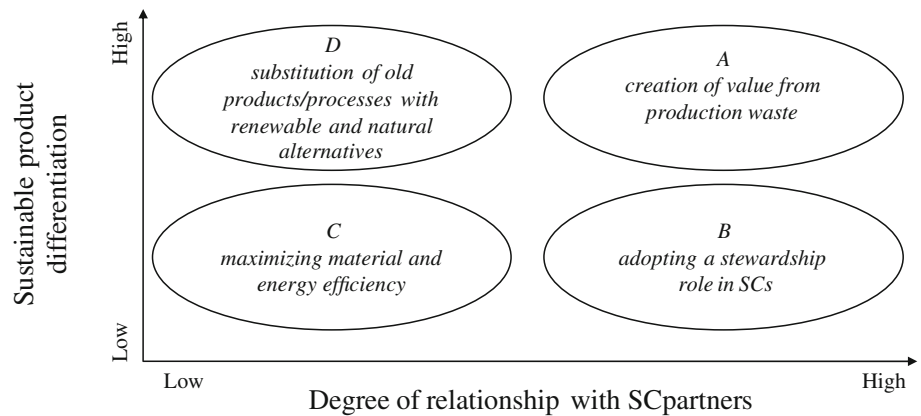 Sustainable product
differentiation
High
Low
D
substitution of old
products/processes with
renewable and natural
alternatives
A
creation of value from
production waste
C
maximizing material and
energy efficiency
B
adopting a stewardship
role in SCs
Low
High
Degree of relationship with SCpartners